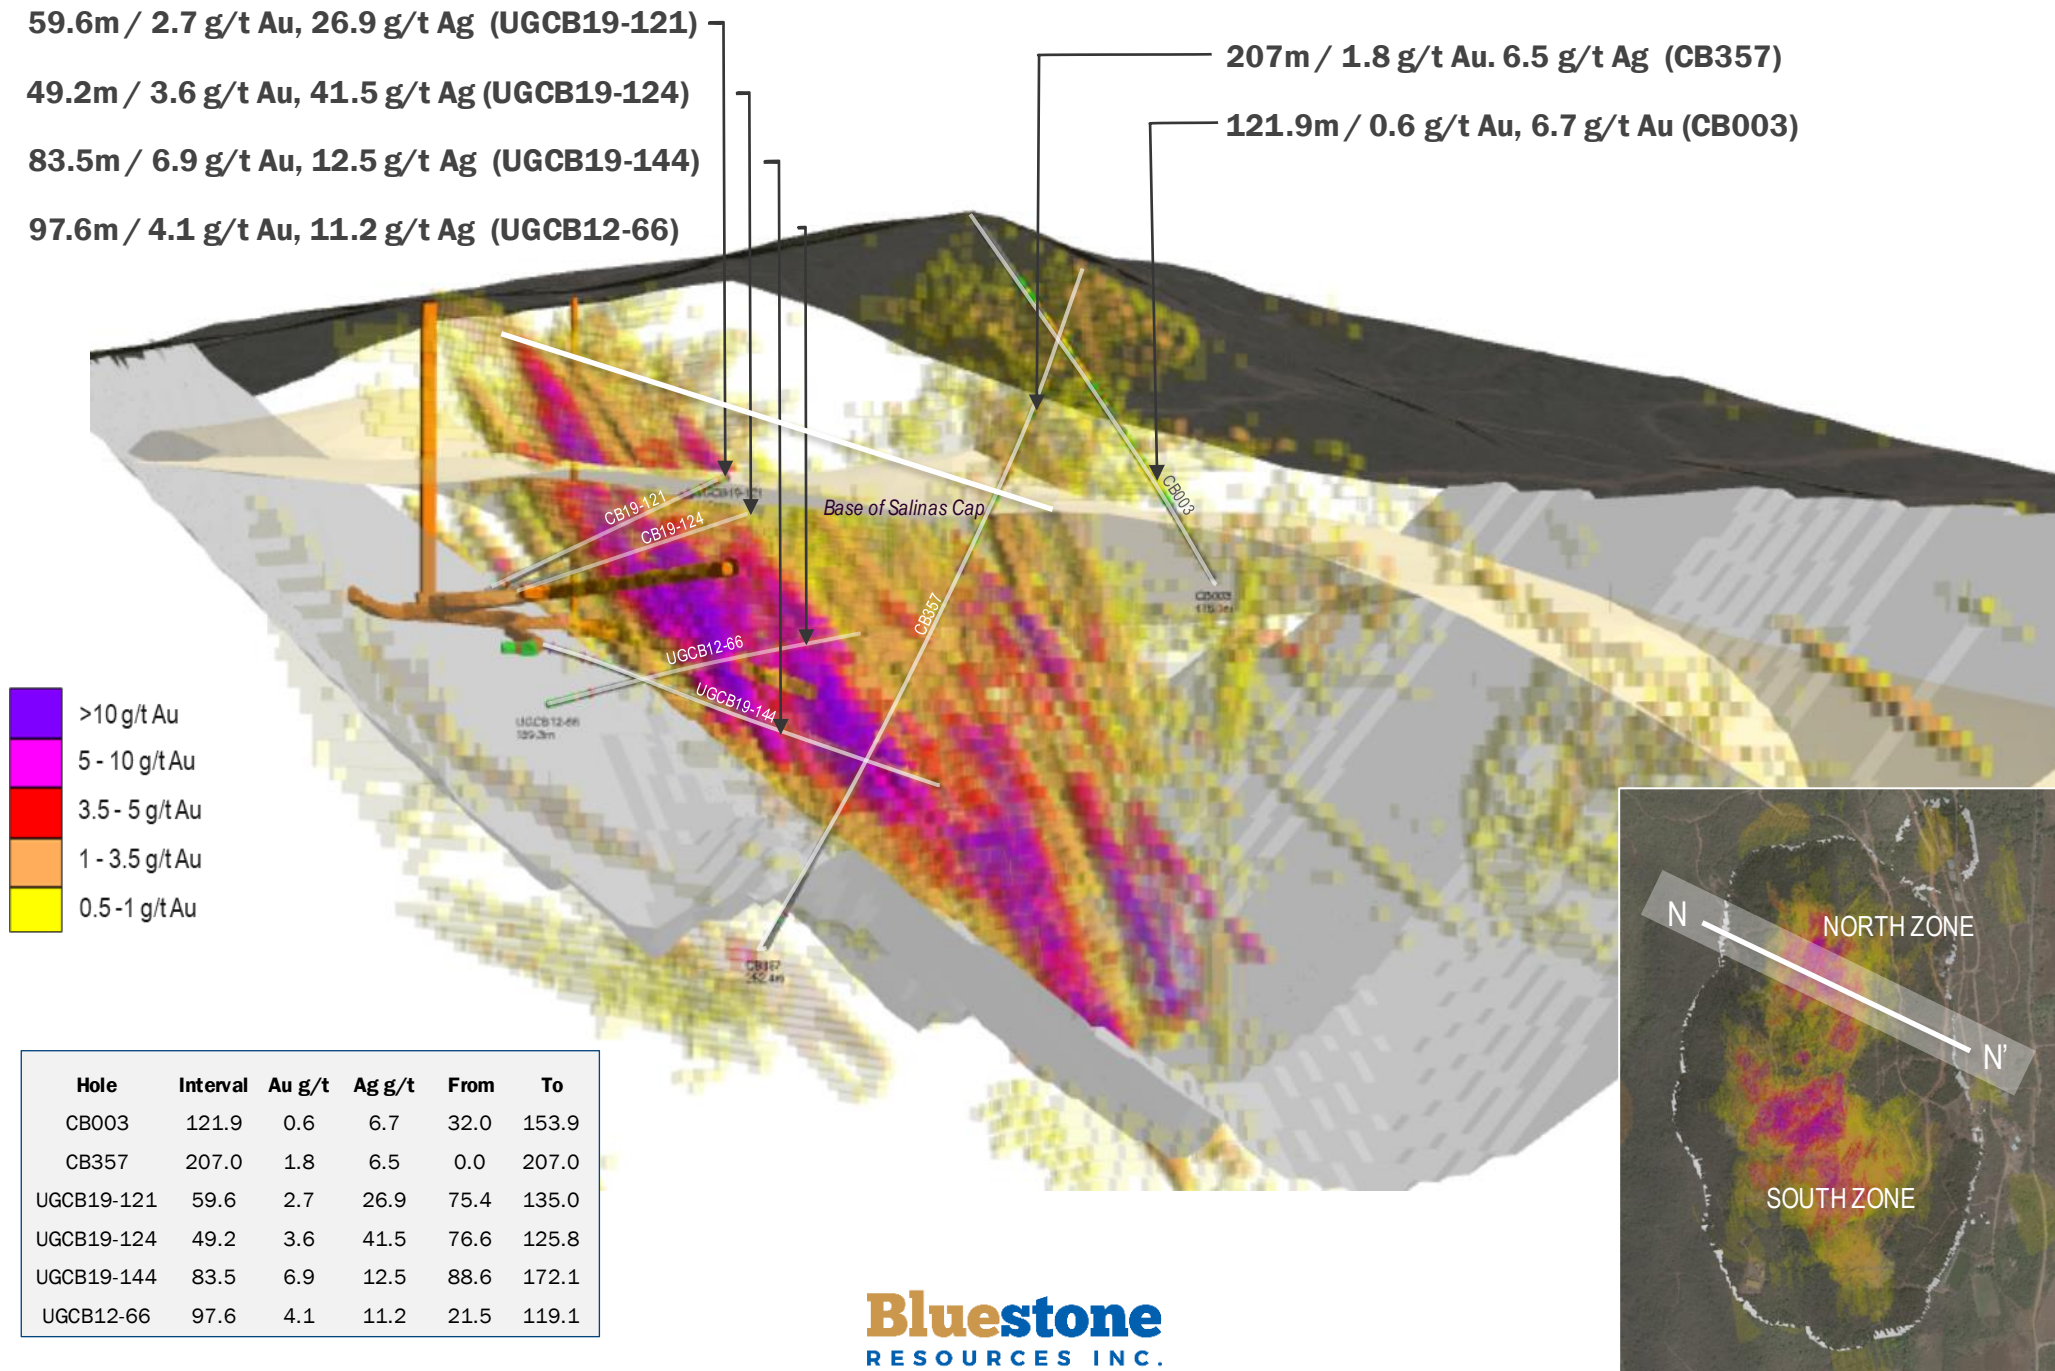 59.6m / 2.7 g/t Au, 26.9 g/t Ag (UGCB19-121)
49.2m / 3.6 g/t Au, 41.5 g/t Ag (UGCB19-124)
83.5m / 6.9 g/t Au, 12.5 g/t Ag (UGCB19-144)
97.6m / 4.1 g/t Au, 11.2 g/t Ag (UGCB12-66)
207m / 1.8 g/t Au. 6.5 g/t Ag (CB357)
121.9m / 0.6 g/t Au, 6.7 g/t Au (CB003)
CB19-121
UGCB19-121
CB19-124
Base of Salinas Cap
CB003
CB003
CB357
UGCB12-66
UGCB19-144
UGCB12-66
189.3m
CB357
>10 g/t Au
5 - 10 g/t Au
3.5 - 5 g/t Au
1 - 3.5 g/t Au
0.5 -1 g/t Au
N
NORTH ZONE
N'
SOUTH ZONE
Hole Interval Au g/t Ag g/t From To
CB003 121.9 0.6 6.7 32.0 153.9
CB357 207.0 1.8 6.5 0.0 207.0
UGCB19-121 59.6 2.7 26.9 75.4 135.0
UGCB19-124 49.2 3.6 41.5 76.6 125.8
UGCB19-144 83.5 6.9 12.5 88.6 172.1
UGCB12-66 97.6 4.1 11.2 21.5 119.1
Bluestone
RESOURCES INC.